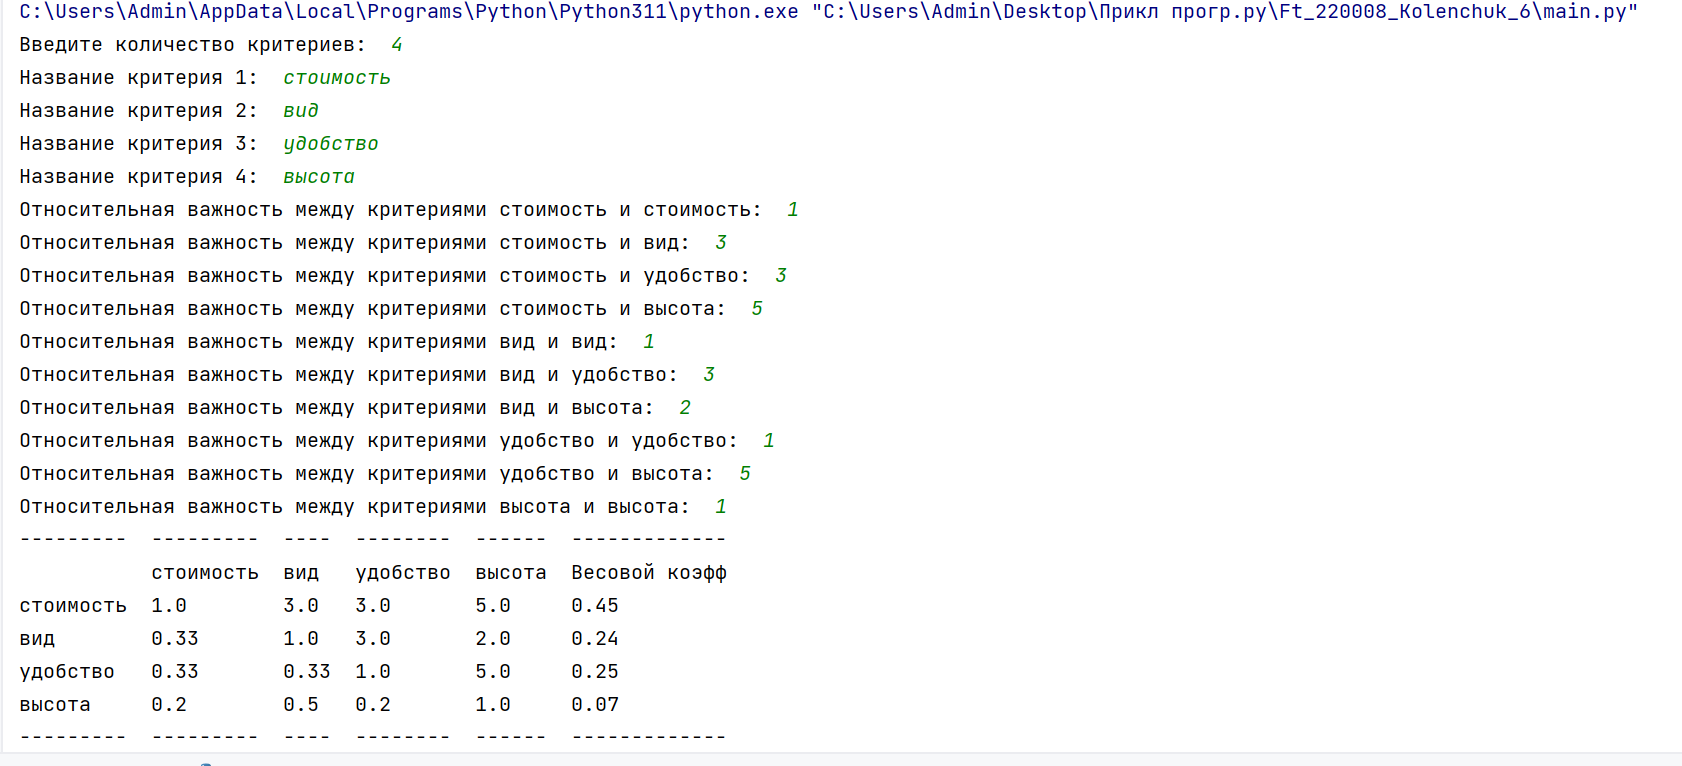 C:\Users\Admin\AppData\Local\Programs\Python\Python311\python.exe "C:\Users\Admin\Desktop\Прикл прогр.py\Ft_220008_Kolenchuk_6\main.py"
Введите количество критериев:  4
Название критерия 1:  стоимость
Название критерия 2:  вид
Название критерия 3:  удобство
Название критерия 4:  высота
Относительная важность между критериями стоимость и стоимость:  1
Относительная важность между критериями стоимость и вид:  3
Относительная важность между критериями стоимость и удобство:  3
Относительная важность между критериями стоимость и высота:  5
Относительная важность между критериями вид и вид:  1
Относительная важность между критериями вид и удобство:  3
Относительная важность между критериями вид и высота:  2
Относительная важность между критериями удобство и удобство:  1
Относительная важность между критериями удобство и высота:  5
Относительная важность между критериями высота и высота:  1
---------  ---------  ----  --------  ------  -------------
           стоимость  вид   удобство  высота  Весовой коэфф
стоимость  1.0        3.0   3.0       5.0     0.45
вид        0.33       1.0   3.0       2.0     0.24
удобство   0.33       0.33  1.0       5.0     0.25
высота     0.2        0.5   0.2       1.0     0.07
---------  ---------  ----  --------  ------  -------------